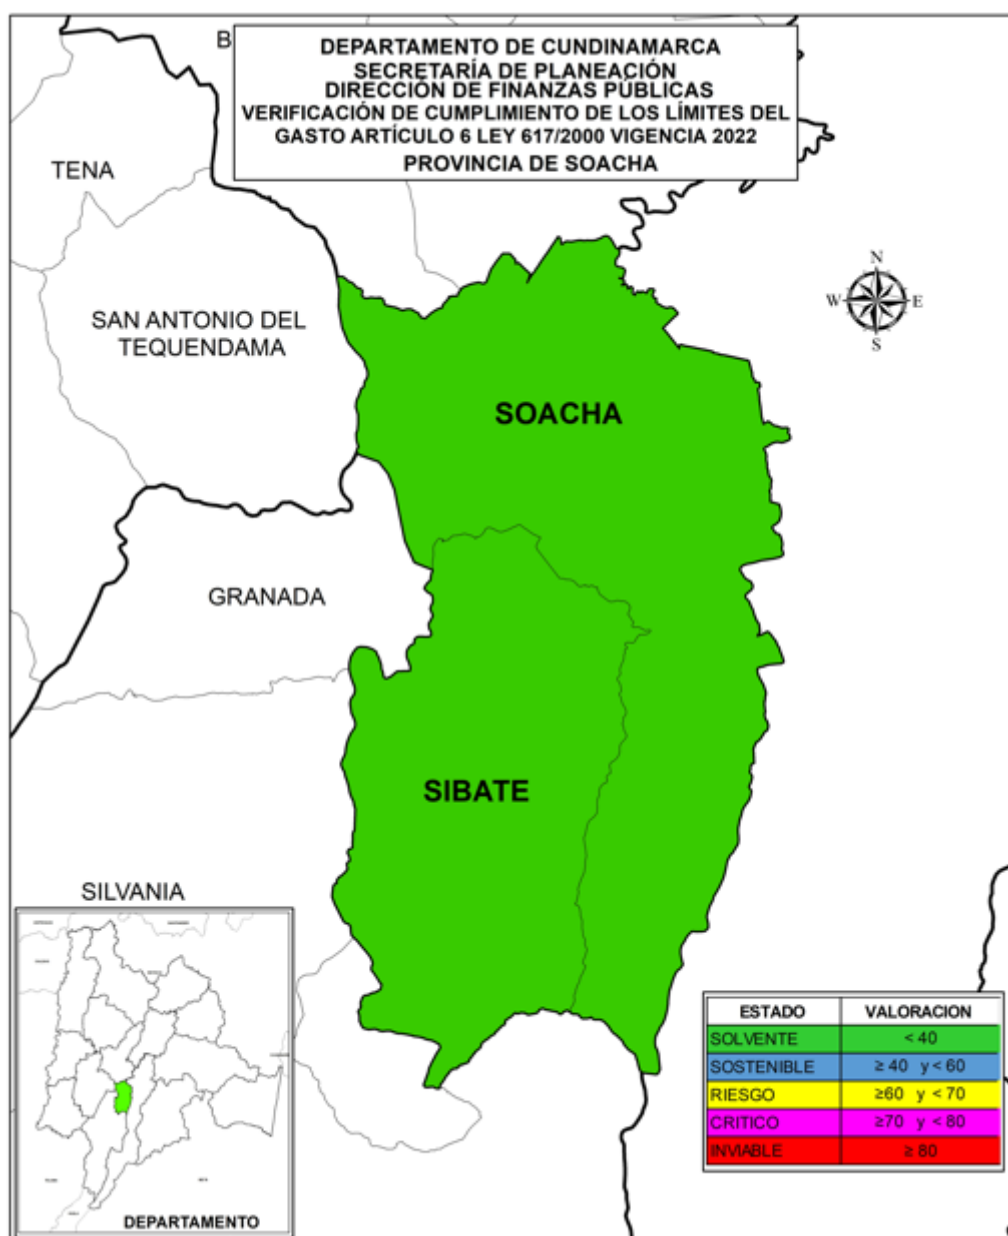 B
DEPARTAMENTO DE CUNDINAMARCA
SECRETARÍA DE PLANEACIÓN
DIRECCIÓN DE FINANZAS PÚBLICAS
VERIFICACIÓN DE CUMPLIMIENTO DE LOS LÍMITES DEL
GASTO ARTÍCULO 6 LEY 617/2000 VIGENCIA 2022
PROVINCIA DE SOACHA
TENA
N
W E
S
SAN ANTONIO DEL
TEQUENDAMA
SOACHA
GRANADA
SIBATE
SILVANIA
DEPARTAMENTO
ESTADO VALORACION
SOLVENTE < 40
SOSTENIBLE ≥ 40 y < 60
RIESGO ≥60 y < 70
CRITICO ≥70 y < 80
INVIABLE ≥ 80